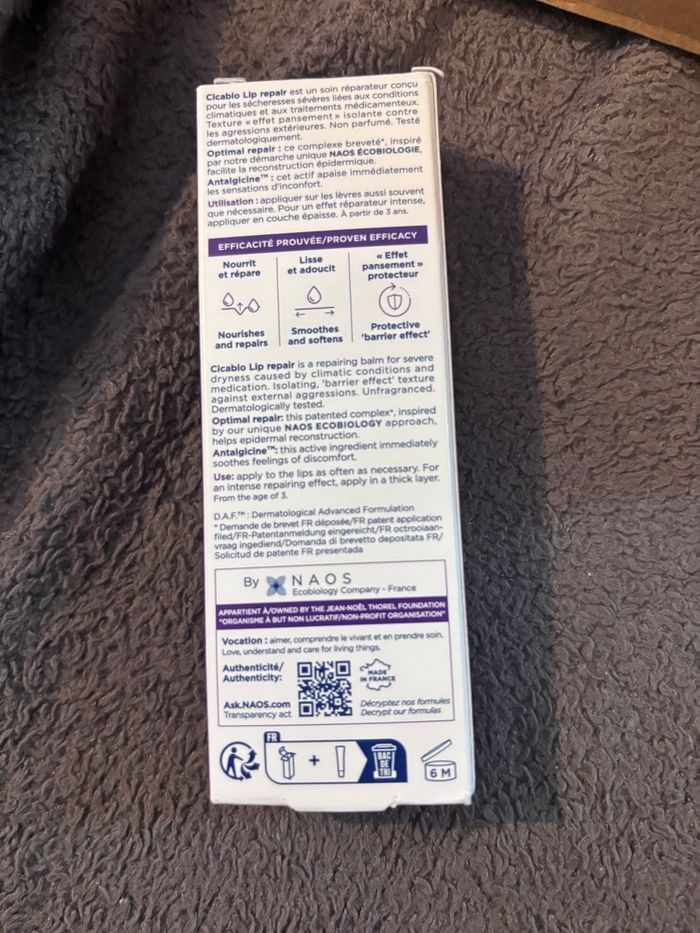 Cicabio Lip repair est un soin réparateur conçu
pour les sécheresses sévères liées aux conditions
climatiques et aux traitements médicamenteux.
Texture « effet pansement » isolante contre
les agressions extérieures. Non parfumé. Testé
dermatologiquement.
Optimal repair : ce complexe breveté*, inspiré
par notre démarche unique NAOS ÉCOBIOLOGIE,
facilite la reconstruction épidermique.
Antalgicine™ : cet actif apaise immédiatement
les sensations d'inconfort.
Utilisation : appliquer sur les lèvres aussi souvent
que nécessaire. Pour un effet réparateur intense,
appliquer en couche épaisse. À partir de 3 ans.
EFFICACITÉ PROUVÉE/PROVEN EFFICACY
Nourrit
et répare
Lisse
et adoucit
« Effet
pansement »
protecteur
Nourishes
and repairs
Smoothes
and softens
Protective
'barrier effect'
Cicabio Lip repair is a repairing balm for severe
dryness caused by climatic conditions and
medication. Isolating, 'barrier effect' texture
against external aggressions. Unfragranced.
Dermatologically tested.
Optimal repair: this patented complex*, inspired
by our unique NAOS ECOBIOLOGY approach,
helps epidermal reconstruction.
Antalgicine™: this active ingredient immediately
soothes feelings of discomfort.
Use: apply to the lips as often as necessary. For
an intense repairing effect, apply in a thick layer.
From the age of 3.
D.A.F.™ : Dermatological Advanced Formulation
* Demande de brevet FR déposée/FR patent application
filed/FR-Patentanmeldung eingereicht/FR octrooiaan-
vraag ingediend/Domanda di brevetto depositata FR/
Solicitud de patente FR presentada
By NAOS
Ecobiology Company - France
APPARTIENT À/OWNED BY THE JEAN-NOËL THOREL FOUNDATION
"ORGANISME À BUT NON LUCRATIF/NON-PROFIT ORGANISATION"
Vocation : aimer, comprendre le vivant et en prendre soin.
Love, understand and care for living things.
Authenticité/
Authenticity:
MADE
IN FRANCE
Ask.NAOS.com
Transparency act
Décryptez nos formules
Decrypt our formulas
FR
+
BAC
DE
TRI
6 M